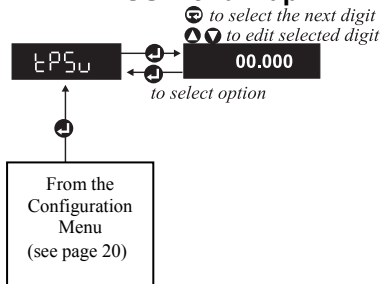 to select the next digit
to edit selected digit
tPSu
00.000
to select option
From the
Configuration
Menu
(see page 20)